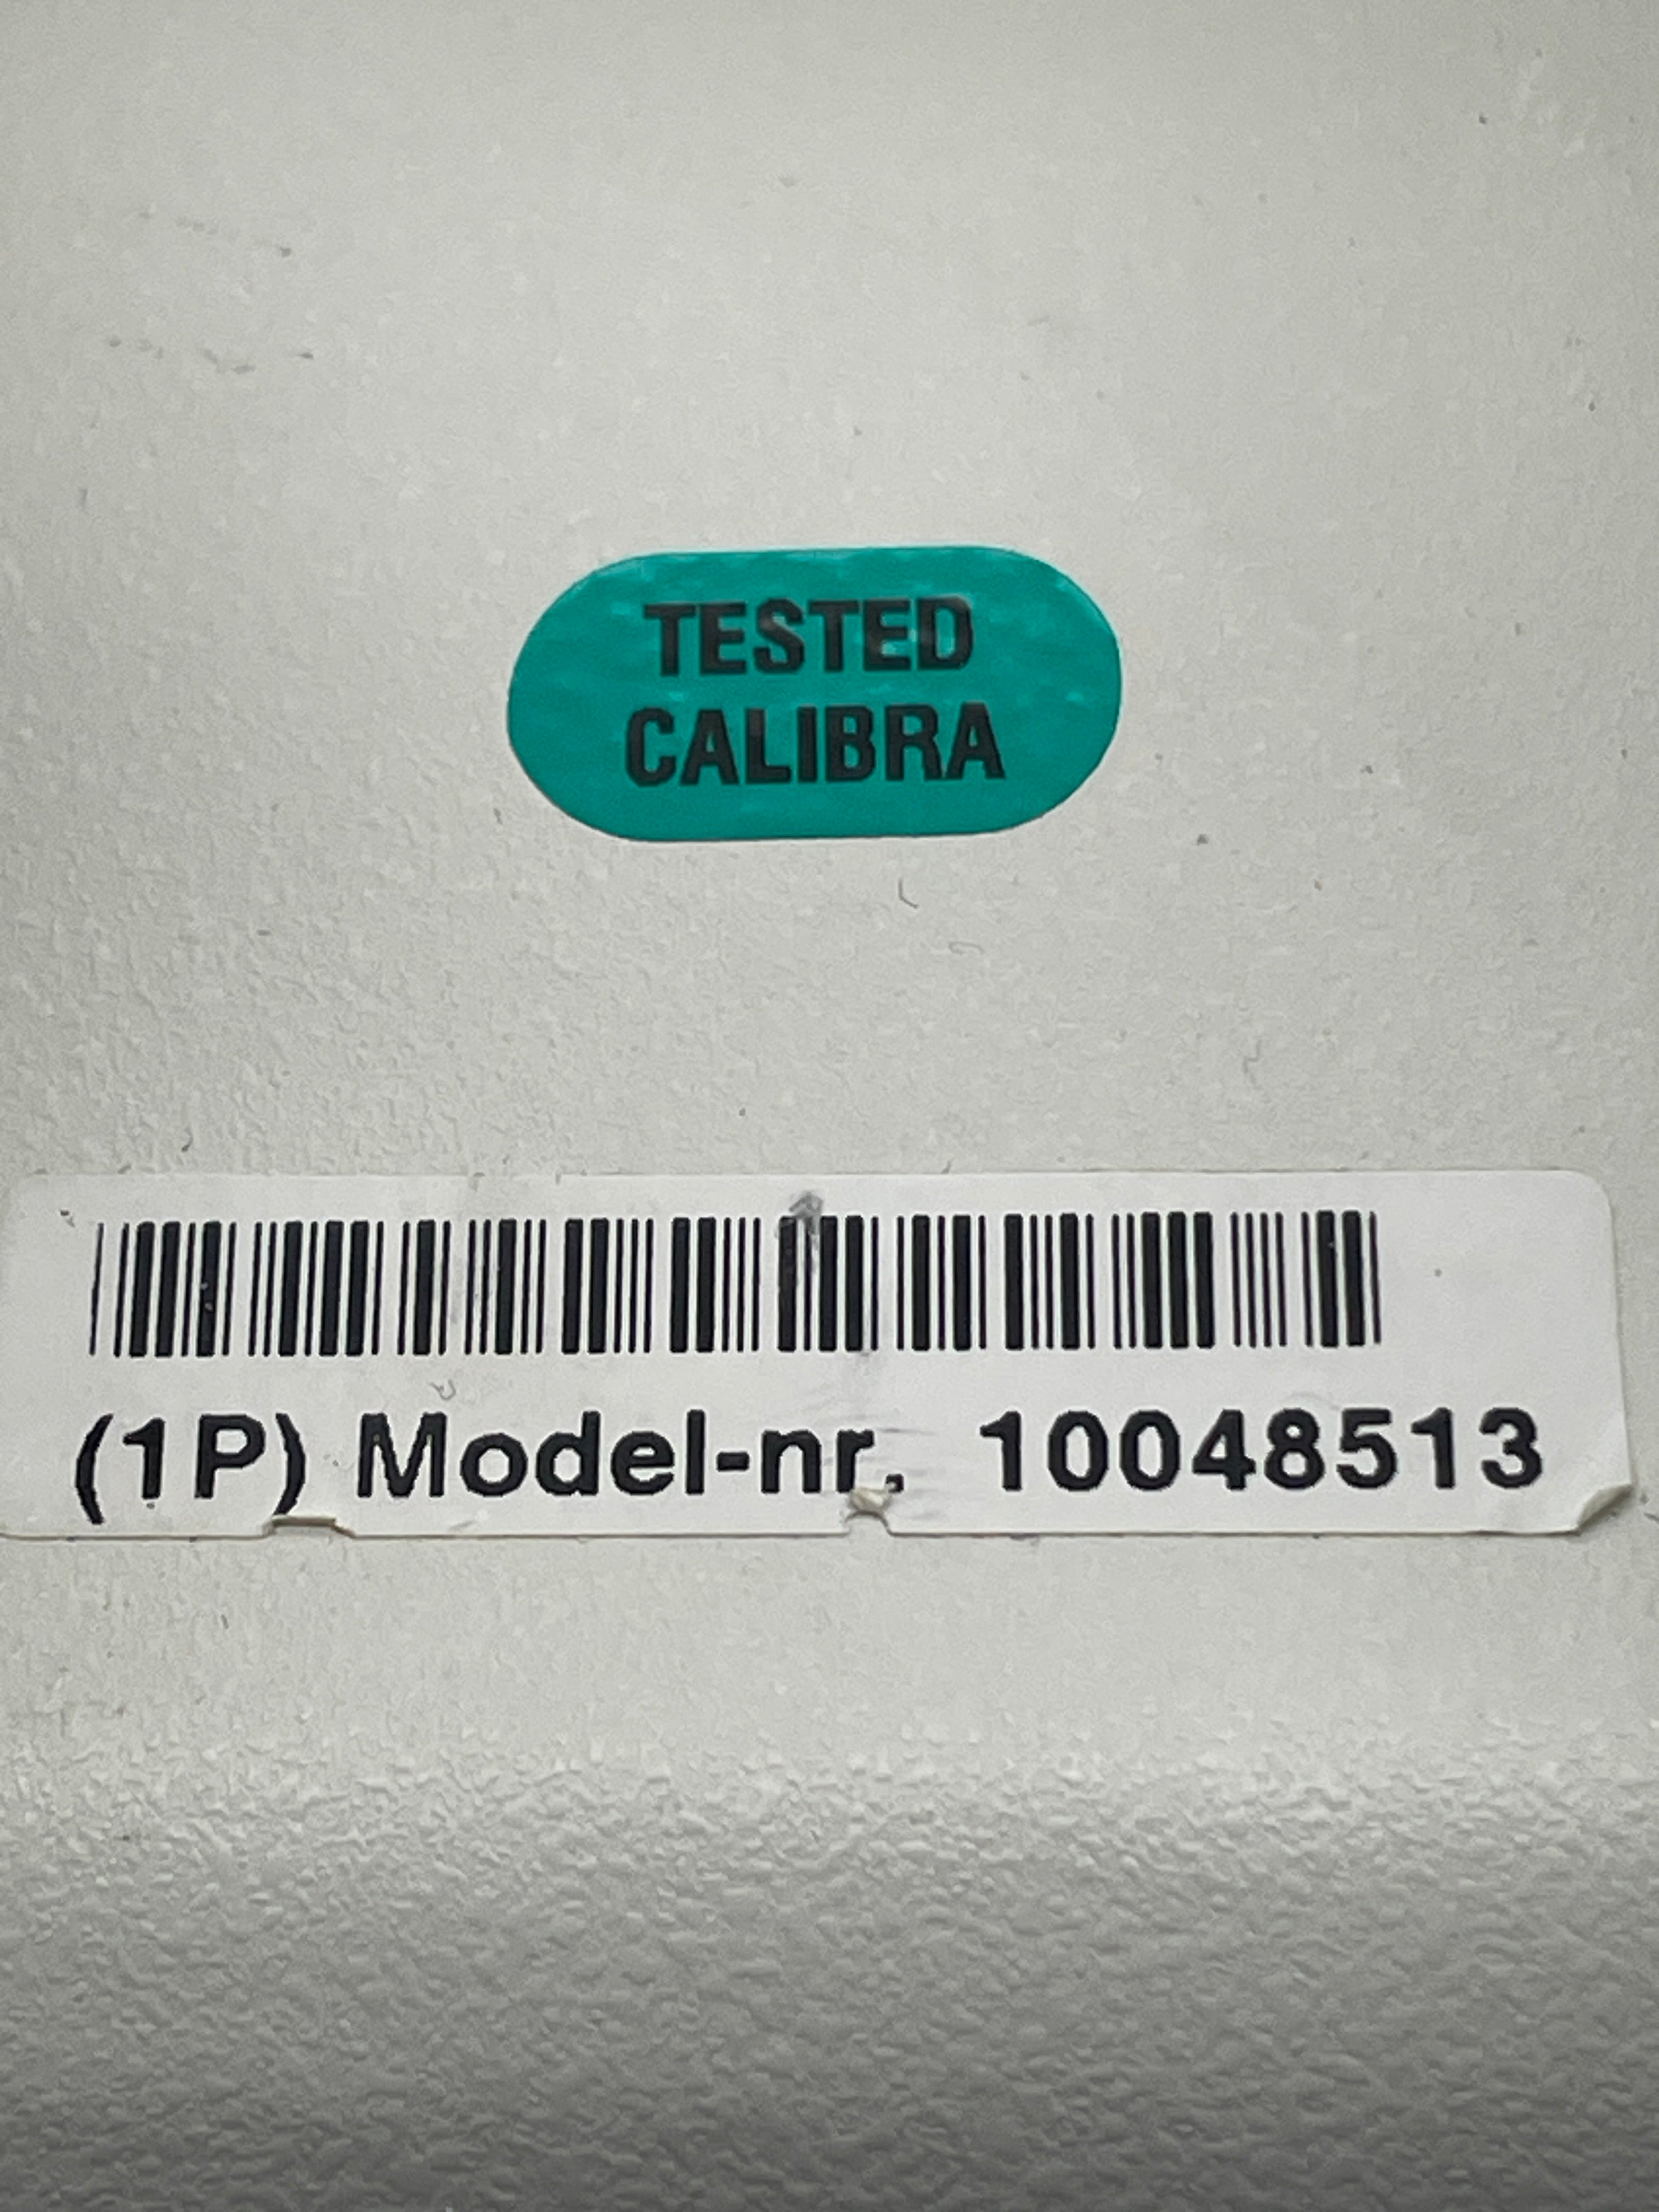 TESTED
CALIBRA
(1P) Model-nr. 10048513